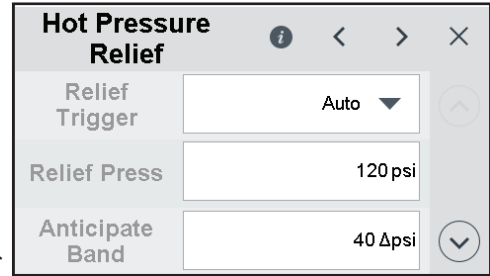 Hot Pressure
Relief
Relief
Trigger
Auto
Relief Press
120 psi
Anticipate
Band
40 Δpsi